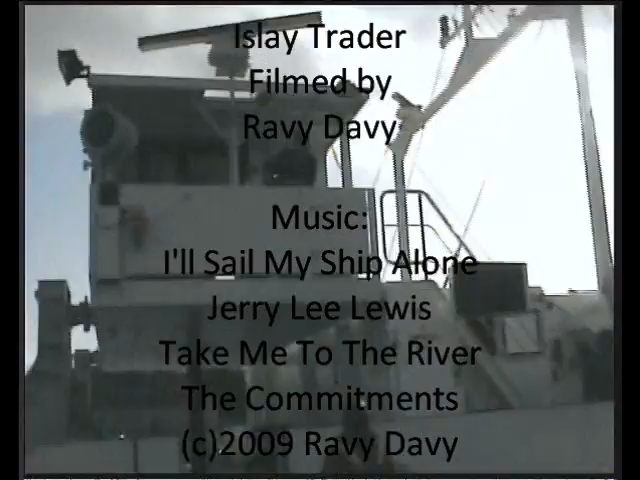 Islay Trader
Filmed by
Ravy Davy
Music:
I'll Sail My Ship Alone
Jerry Lee Lewis
Take Me To The River
The Commitments
(c)2009 Ravy Davy